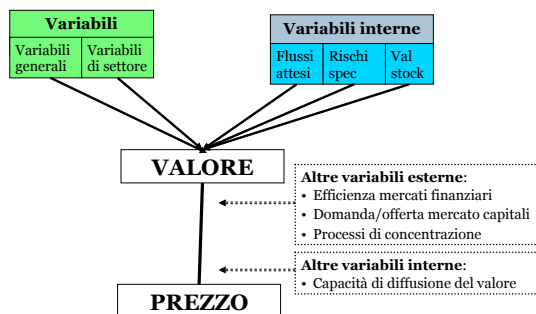 Variabili
Variabili generali
Variabili di settore
Variabili interne
Flussi attesi
Rischi spec
Val stock
VALORE
Altre variabili esterne:
• Efficienza mercati finanziari
• Domanda/offerta mercato capitali
• Processi di concentrazione
Altre variabili interne:
• Capacità di diffusione del valore
PREZZO